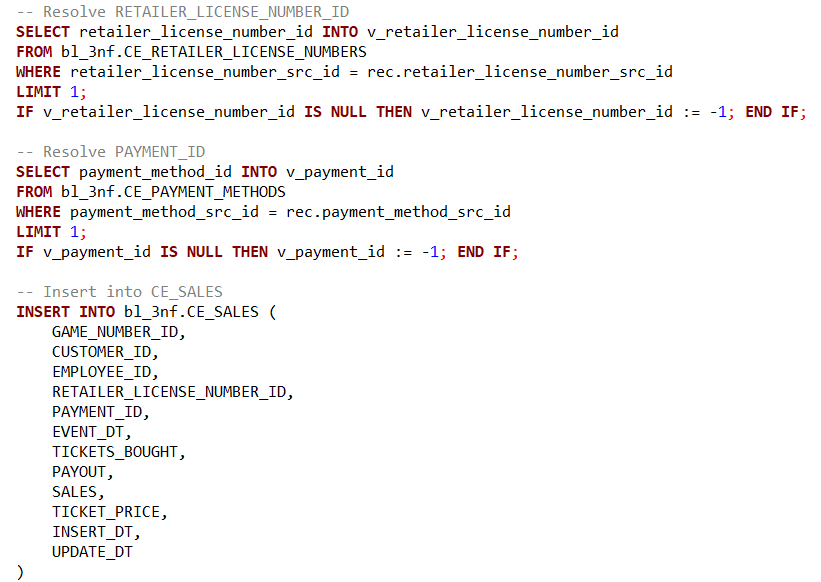 -- Resolve RETAILER_LICENSE_NUMBER_ID
SELECT retailer_license_number_id INTO v_retailer_license_number_id
FROM bl_3nf.CE_RETAILER_LICENSE_NUMBERS
WHERE retailer_license_number_src_id = rec.retailer_license_number_src_id
LIMIT 1;
IF v_retailer_license_number_id IS NULL THEN v_retailer_license_number_id := -1; END IF;
-- Resolve PAYMENT_ID
SELECT payment_method_id INTO v_payment_id
FROM bl_3nf.CE_PAYMENT_METHODS
WHERE payment_method_src_id = rec.payment_method_src_id
LIMIT 1;
IF v_payment_id IS NULL THEN v_payment_id := -1; END IF;
-- Insert into CE_SALES
INSERT INTO bl_3nf.CE_SALES (
    GAME_NUMBER_ID,
    CUSTOMER_ID,
    EMPLOYEE_ID,
    RETAILER_LICENSE_NUMBER_ID,
    PAYMENT_ID,
    EVENT_DT,
    TICKETS_BOUGHT,
    PAYOUT,
    SALES,
    TICKET_PRICE,
    INSERT_DT,
    UPDATE_DT
)